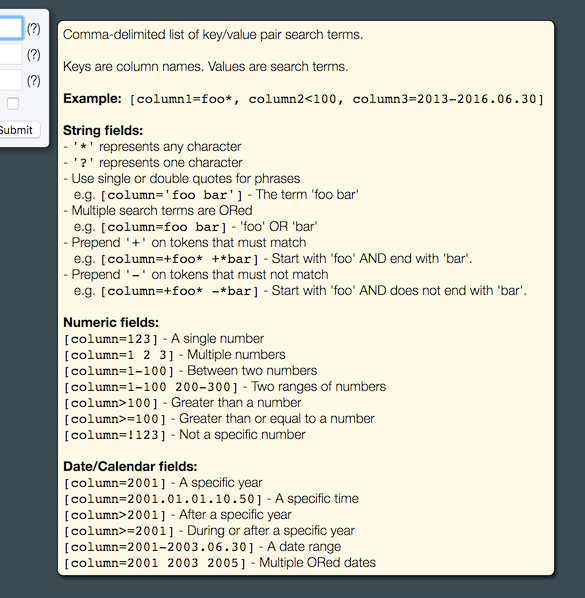 (?)
(?)
(?)
Submit
Comma-delimited list of key/value pair search terms.
Keys are column names. Values are search terms.
Example: [column1=foo*, column2<100, column3=2013-2016.06.30]
String fields:
- '*' represents any character
- '?' represents one character
- Use single or double quotes for phrases
e.g. [column='foo bar'] - The term 'foo bar'
- Multiple search terms are ORed
e.g. [column=foo bar] - 'foo' OR 'bar'
- Prepend '+' on tokens that must match
e.g. [column=+foo* +*bar] - Start with 'foo' AND end with 'bar'.
- Prepend '-' on tokens that must not match
e.g. [column=+foo* -*bar] - Start with 'foo' AND does not end with 'bar'.
Numeric fields:
[column=123] - A single number
[column=1 2 3] - Multiple numbers
[column=1-100] - Between two numbers
[column=1-100 200-300] - Two ranges of numbers
[column>100] - Greater than a number
[column>=100] - Greater than or equal to a number
[column=!123] - Not a specific number
Date/Calendar fields:
[column=2001] - A specific year
[column=2001.01.01.10.50] - A specific time
[column>2001] - After a specific year
[column>=2001] - During or after a specific year
[column=2001-2003.06.30] - A date range
[column=2001 2003 2005] - Multiple ORed dates